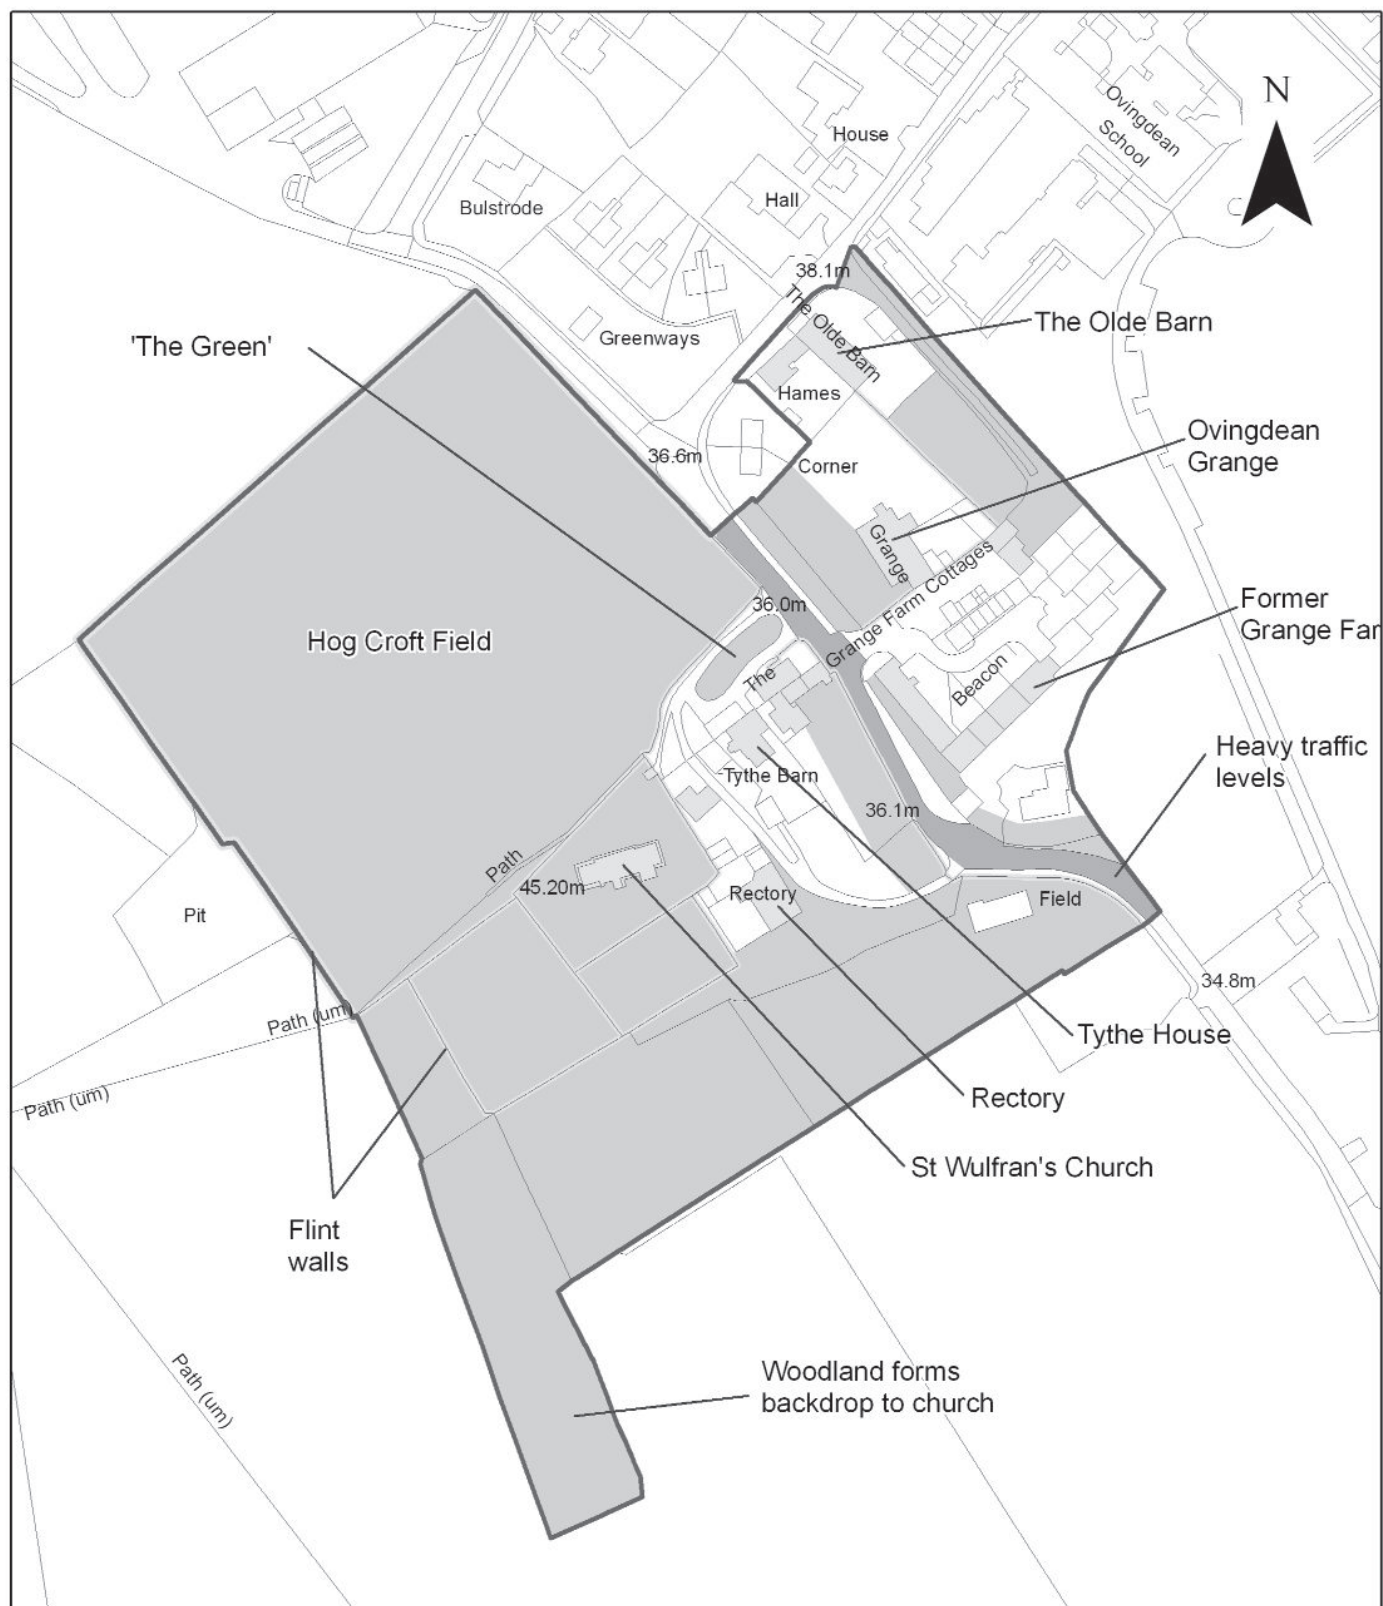 N
Ovingdean
School
House
Hall
Bulstrode
38.1m
The Olde Barn
The Olde Barn
'The Green'
Greenways
Hames
Ovingdean
Grange
36.6m
Corner
Grange
Grange Farm Cottages
36.0m
Former
Grange Far
Hog Croft Field
The
Beacon
Heavy traffic
levels
Tythe Barn
36.1m
Path
45.20m
Rectory
Field
Pit
34.8m
Path (um)
Tythe House
Path (um)
Rectory
St Wulfran's Church
Flint
walls
Path (um)
Woodland forms
backdrop to church